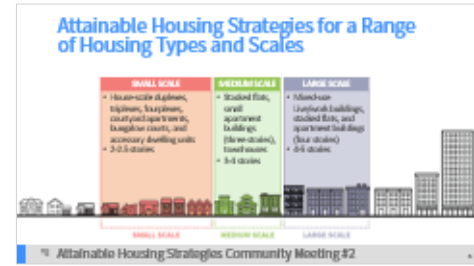 Attainable Housing Strategies for a Range
of Housing Types and Scales
SMALL SCALE
• House-scale duplexes,
triplexes, fourplexes,
courtyard apartments,
bungalow courts, and
accessory dwelling units
• 2-2.5 stories
MEDIUM SCALE
• Stacked flats,
small
apartment
buildings
(three-stories),
townhouses
• 3-4 stories
LARGE SCALE
• Mixed-use
Live/work buildings,
stacked flats, and
apartment buildings
(four stories)
• 4-5 stories
SMALL SCALE
MEDIUM SCALE
LARGE SCALE
Attainable Housing Strategies Community Meeting #2